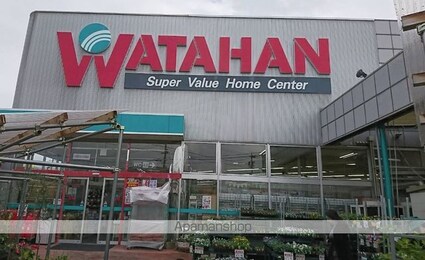 WATAHAN
Super Value Home Center
Apamanshop